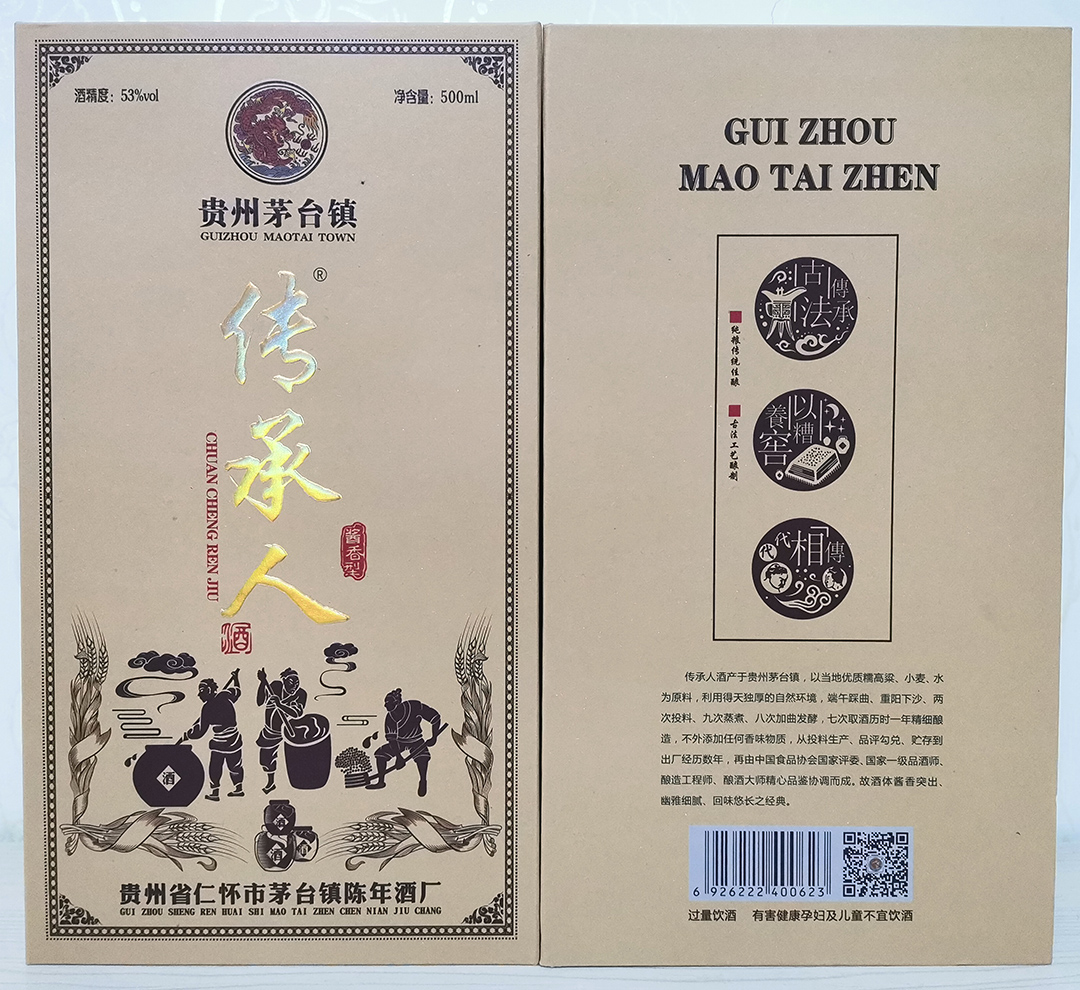 酒精度：53%vol
净含量：500ml
贵州茅台镇
GUIZHOU MAOTAI TOWN
传承人
®
CHUAN CHENG REN JIU
酱香型
酒
酒
酒
酒
酒
贵州省仁怀市茅台镇陈年酒厂
GUI ZHOU SHENG REN HUAI SHI MAO TAI ZHEN CHEN NIAN JIU CHANG
GUI ZHOU
MAO TAI ZHEN
古法
傳承
纯粮传统佳酿
以糟
養窖
古法工艺酿制
代代
相傳
传承人酒产于贵州茅台镇，以当地优质糯高粱、小麦、水
为原料，利用得天独厚的自然环境，端午踩曲、重阳下沙、两
次投料、九次蒸煮、八次加曲发酵，七次取酒历时一年精细酿
造，不外添加任何香味物质，从投料生产、品评勾兑、贮存到
出厂经历数年，再由中国食品协会国家评委、国家一级品酒师、
酿造工程师、酿酒大师精心品鉴协调而成。故酒体酱香突出、
幽雅细腻、回味悠长之经典。
6 926222 400623
过量饮酒　有害健康孕妇及儿童不宜饮酒